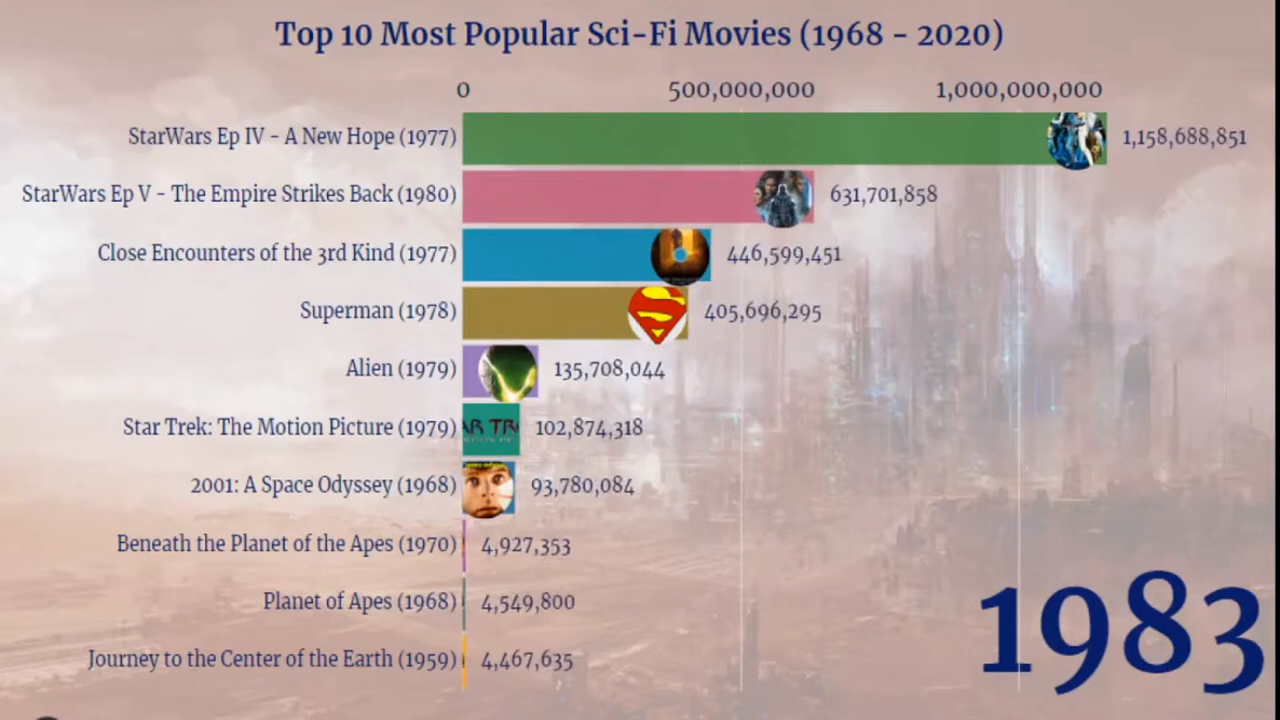 Top 10 Most Popular Sci-Fi Movies (1968 - 2020)
0 500,000,000 1,000,000,000
StarWars Ep IV - A New Hope (1977) 1,158,688,851
StarWars Ep V - The Empire Strikes Back (1980) 631,701,858
Close Encounters of the 3rd Kind (1977) 446,599,451
Superman (1978) 405,696,295
Alien (1979) 135,708,044
Star Trek: The Motion Picture (1979) 102,874,318
2001: A Space Odyssey (1968) 93,780,084
Beneath the Planet of the Apes (1970) 4,927,353
Planet of Apes (1968) 4,549,800
Journey to the Center of the Earth (1959) 4,467,635
1983